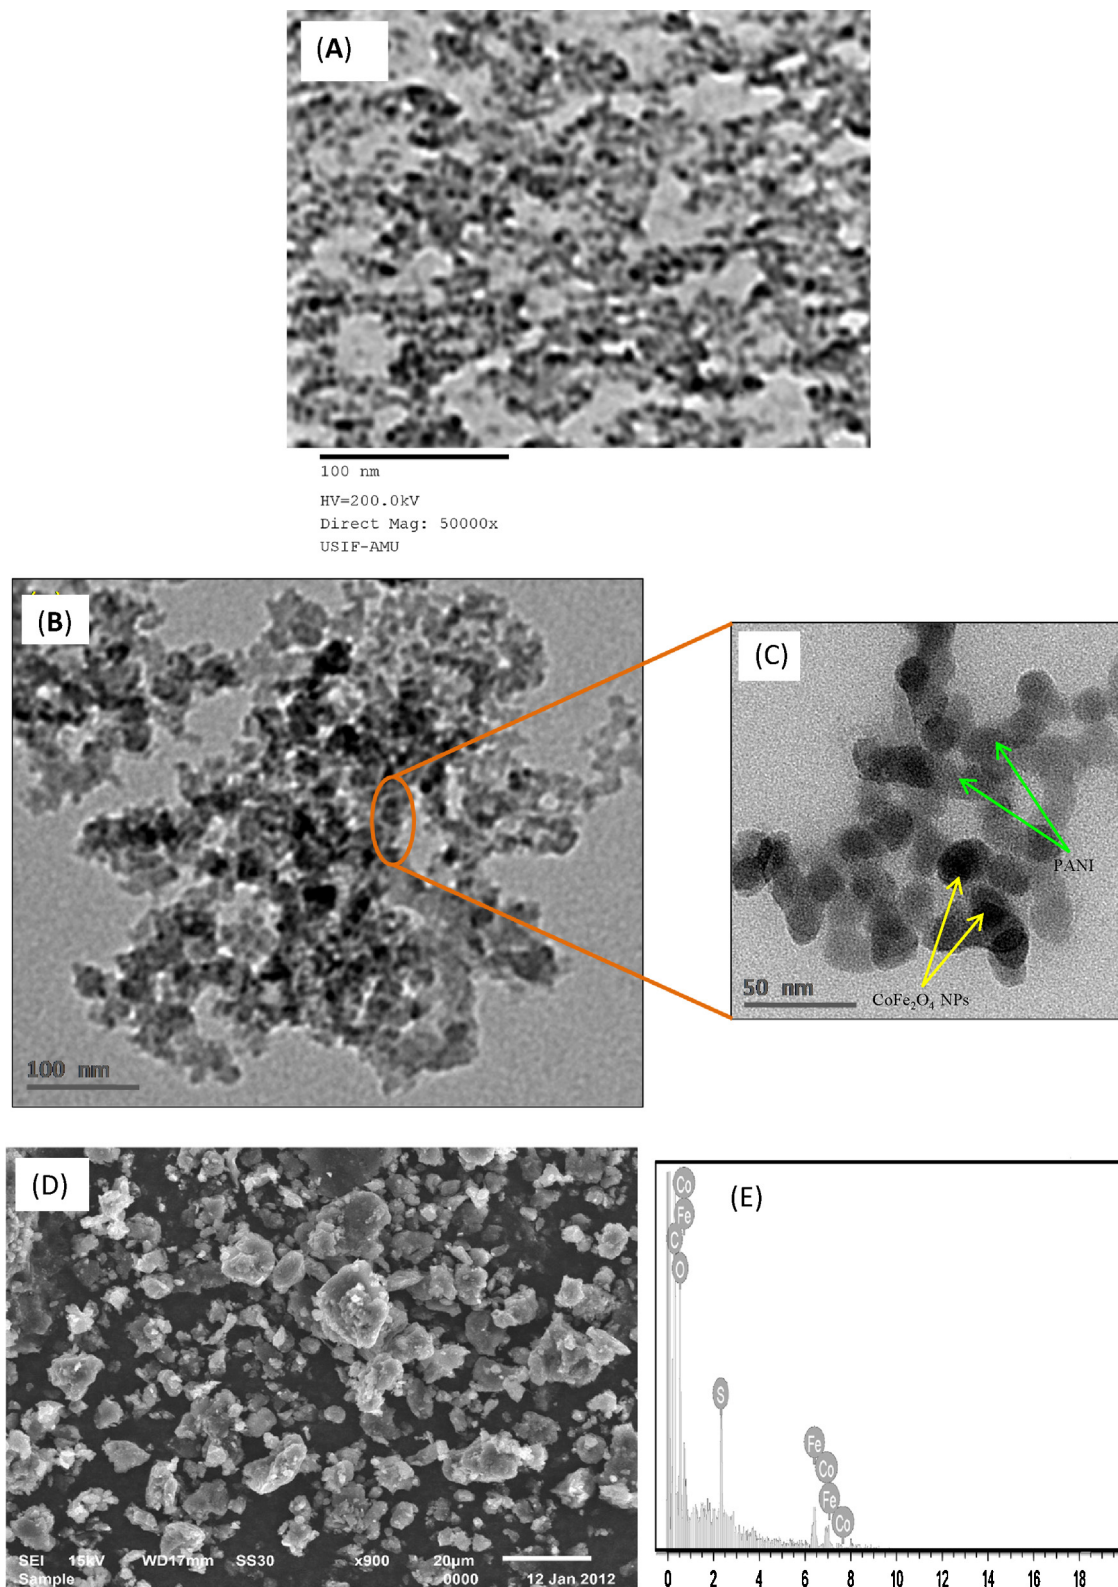 (A)
100 nm
HV=200.0kV
Direct Mag: 50000x
USIF-AMU
(B)
100 nm
(C)
PANI
50 nm
CoFe₂O₄ NPs
(D)
SEI 15kV WD17mm SS30 x900 20µm
Sample 0000 12 Jan 2012
(E)
Co
Fe
C
O
S
Fe
Co
Fe
Co
0 2 4 6 8 10 12 14 16 18